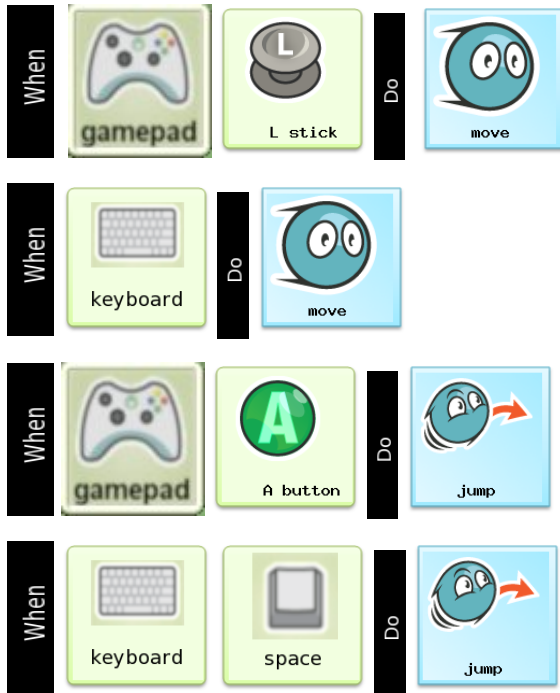 When gamepad L L stick Do move
When keyboard Do move
When gamepad A A button Do jump
When keyboard space Do jump